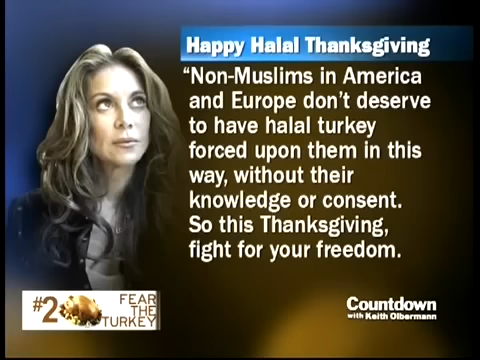 Happy Halal Thanksgiving
“Non-Muslims in America
and Europe don’t deserve
to have halal turkey
forced upon them in this
way, without their
knowledge or consent.
So this Thanksgiving,
fight for your freedom.
#2
FEAR
THE
TURKEY
Countdown
with Keith Olbermann